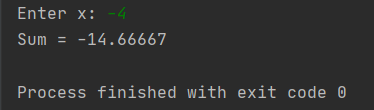 Enter x: -4
Sum = -14.66667
Process finished with exit code 0